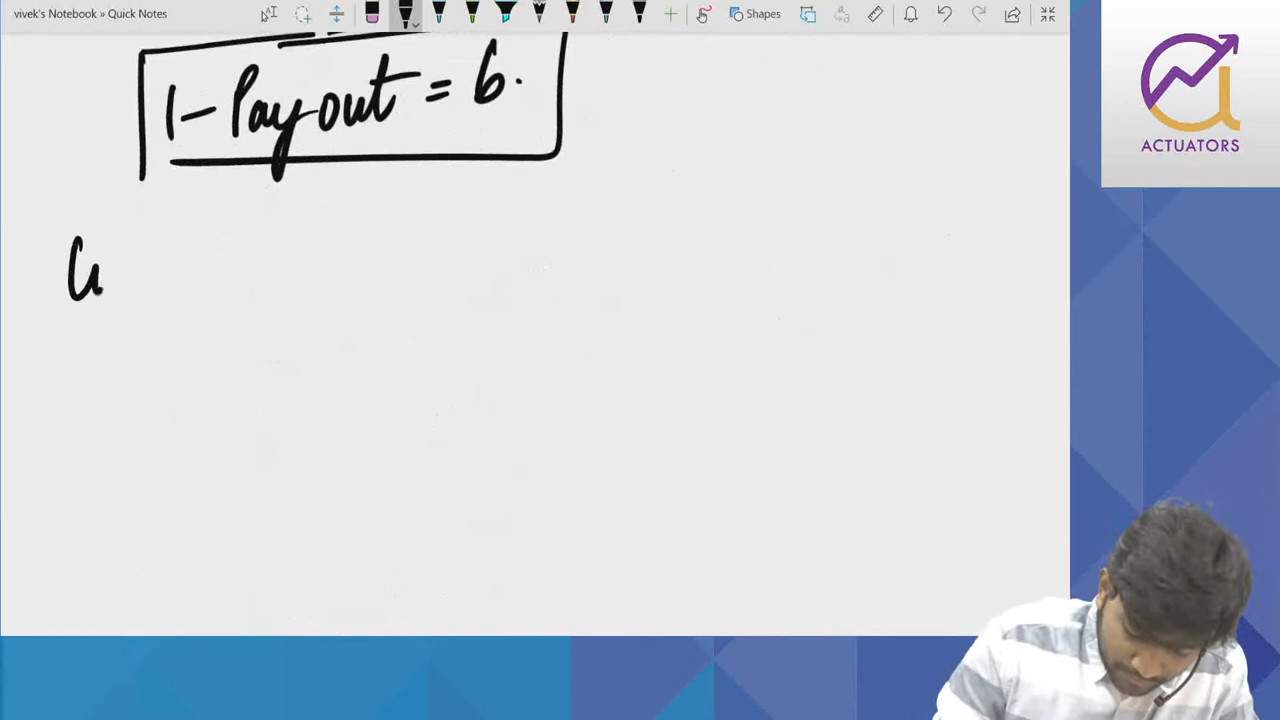 vivek's Notebook » Quick Notes
Shapes
1 - Payout = b.
ACTUATORS